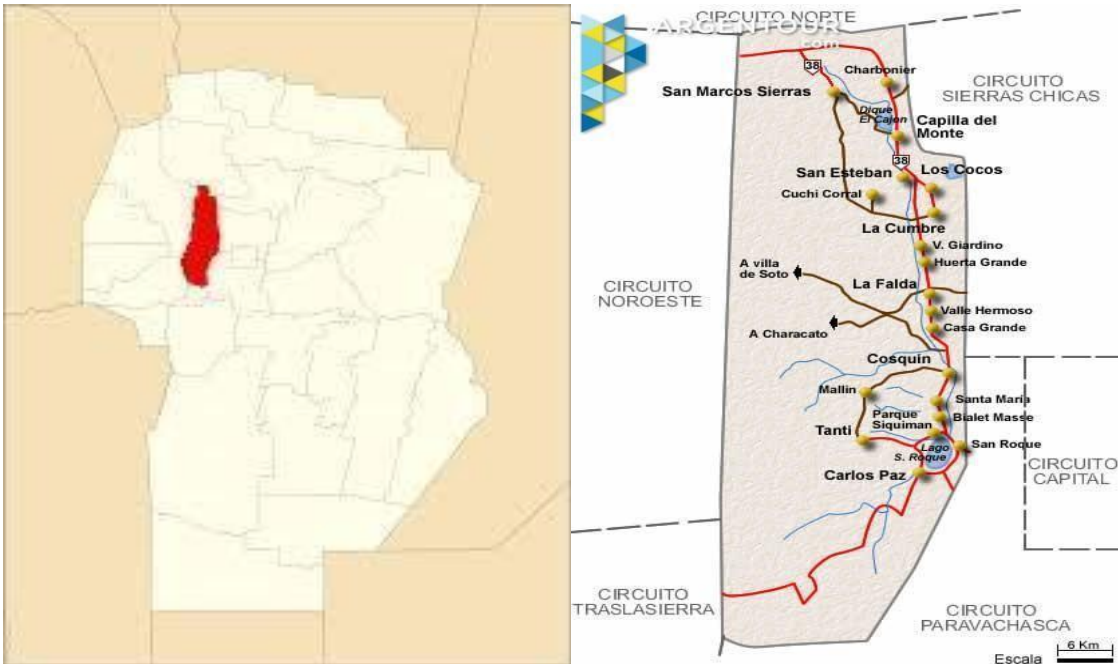 CIRCUITO NORTE
ARGENTOUR
.com
38
Charbonier
CIRCUITO
SIERRAS CHICAS
San Marcos Sierras
Dique
El Cajon
Capilla del
Monte
38
San Esteban
Los Cocos
Cuchi Corral
La Cumbre
V. Giardino
Huerta Grande
A villa
de Soto
CIRCUITO
NOROESTE
La Falda
Valle Hermoso
A Characato
Casa Grande
Cosquín
Mallin
Santa María
Parque
Siquiman
Bialet Masse
Tanti
Lago
S. Roque
San Roque
CIRCUITO
CAPITAL
Carlos Paz
CIRCUITO
TRASLASIERRA
CIRCUITO
PARAVACHASCA
6 Km
Escala